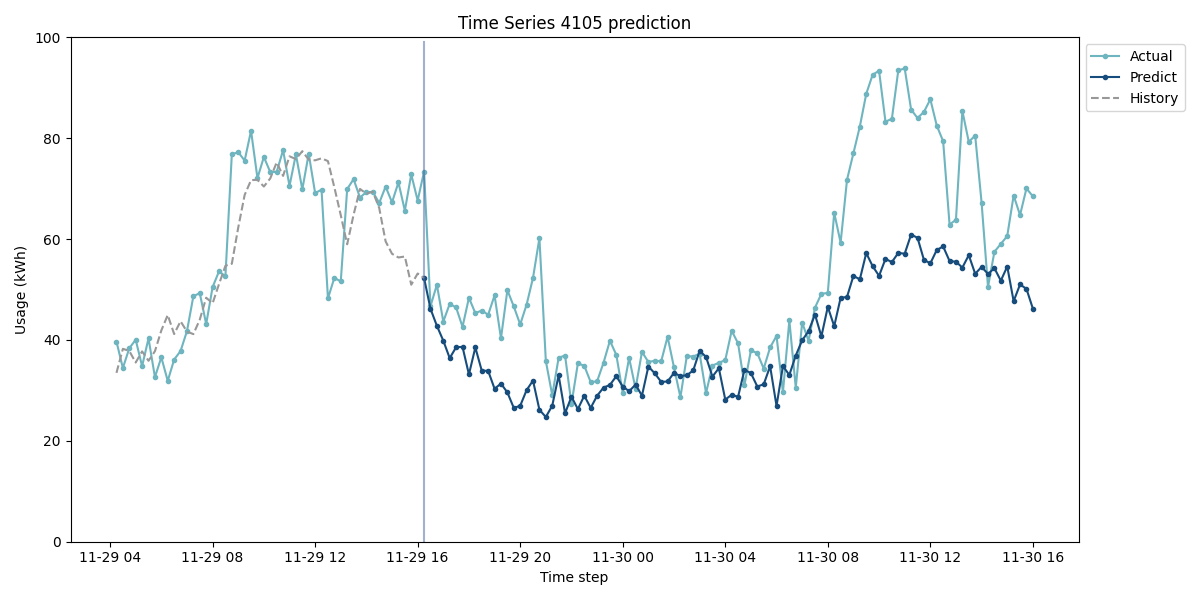 Time Series 4105 prediction
Usage (kWh)
100
80
60
40
20
0
11-29 04
11-29 08
11-29 12
11-29 16
11-29 20
11-30 00
11-30 04
11-30 08
11-30 12
11-30 16
Time step
Actual
Predict
History